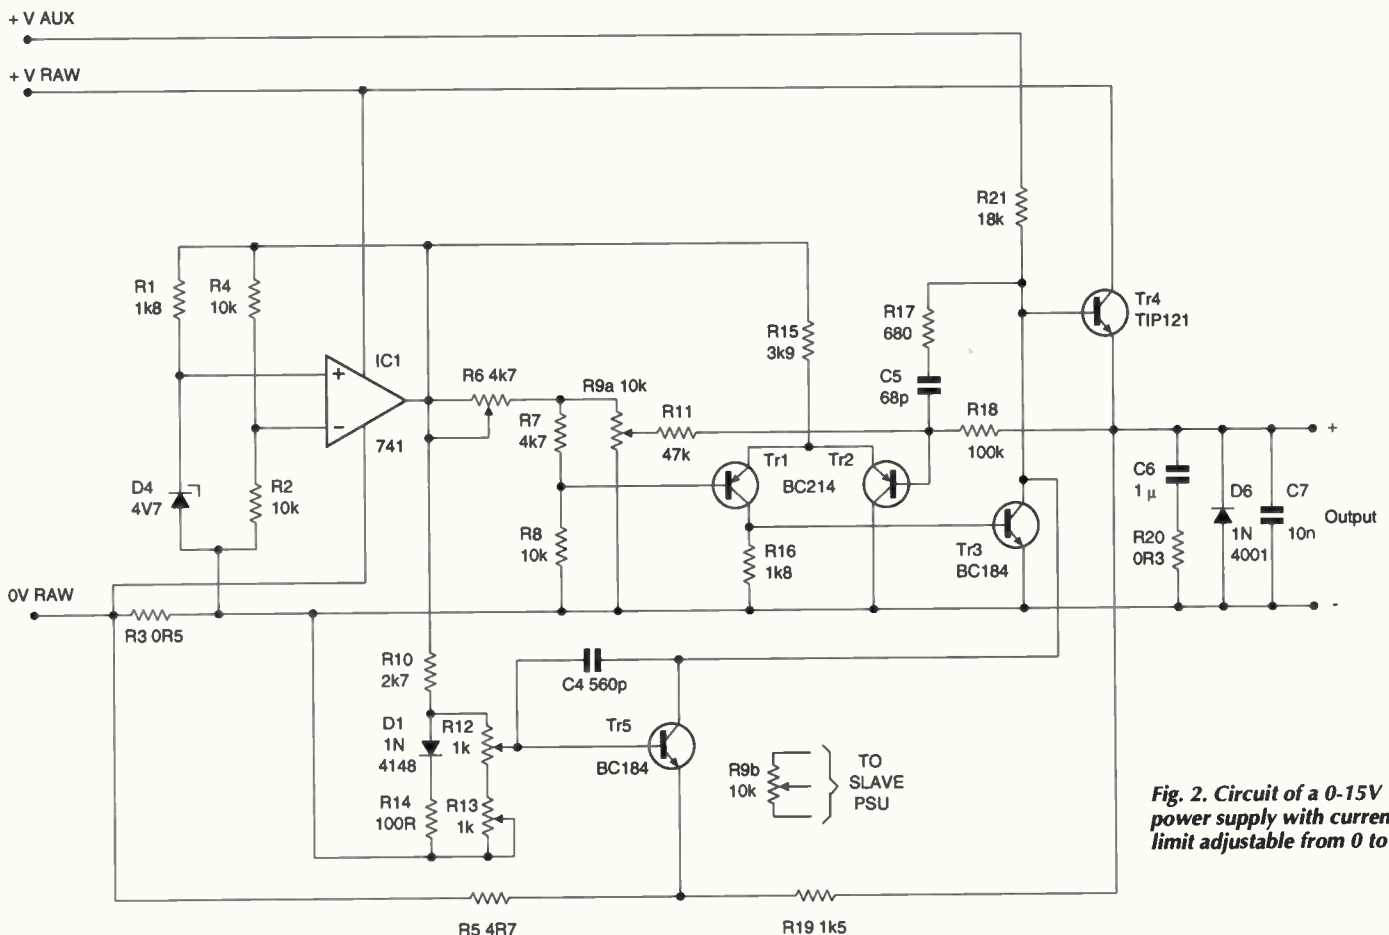 + V AUX
+ V RAW
R21
18k
R1
1k8
R4
10k
Tr4
TIP121
R17
680
R15
3k9
IC1
R6 4k7
R9a 10k
C5
68p
R7
4k7
R11
47k
R18
100k
+
+
−
741
D4
4V7
R2
10k
Tr1
Tr2
BC214
C6
1 μ
D6
1N
4001
C7
10n
Output
R8
10k
R16
1k8
Tr3
BC184
R20
0R3
0V RAW
-
R3 0R5
R10
2k7
C4 560p
D1
1N
4148
R12
1k
Tr5
BC184
R9b
10k
TO
SLAVE
PSU
R14
100R
R13
1k
Fig. 2. Circuit of a 0-15V
power supply with curren
limit adjustable from 0 to
R5 4R7
R19 1k5